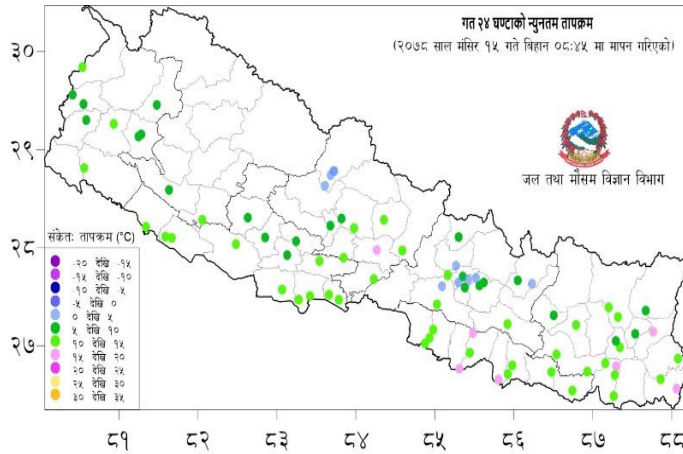 गत २४ घण्टाको न्युनतम तापक्रम
(२०७८ साल मंसिर १५ गते बिहान ०८:४५ मा मापन गरिएको)
३०
२९
जल तथा मौसम विज्ञान विभाग
२८
संकेत: तापक्रम (°C)
-२० देखि -१५
-१५ देखि -१०
-१० देखि -५
-५ देखि ०
० देखि ५
५ देखि १०
१० देखि १५
१५ देखि २०
२० देखि २५
२५ देखि ३०
३० देखि ३५
२७
८१ ८२ ८३ ८४ ८५ ८६ ८७ ८८